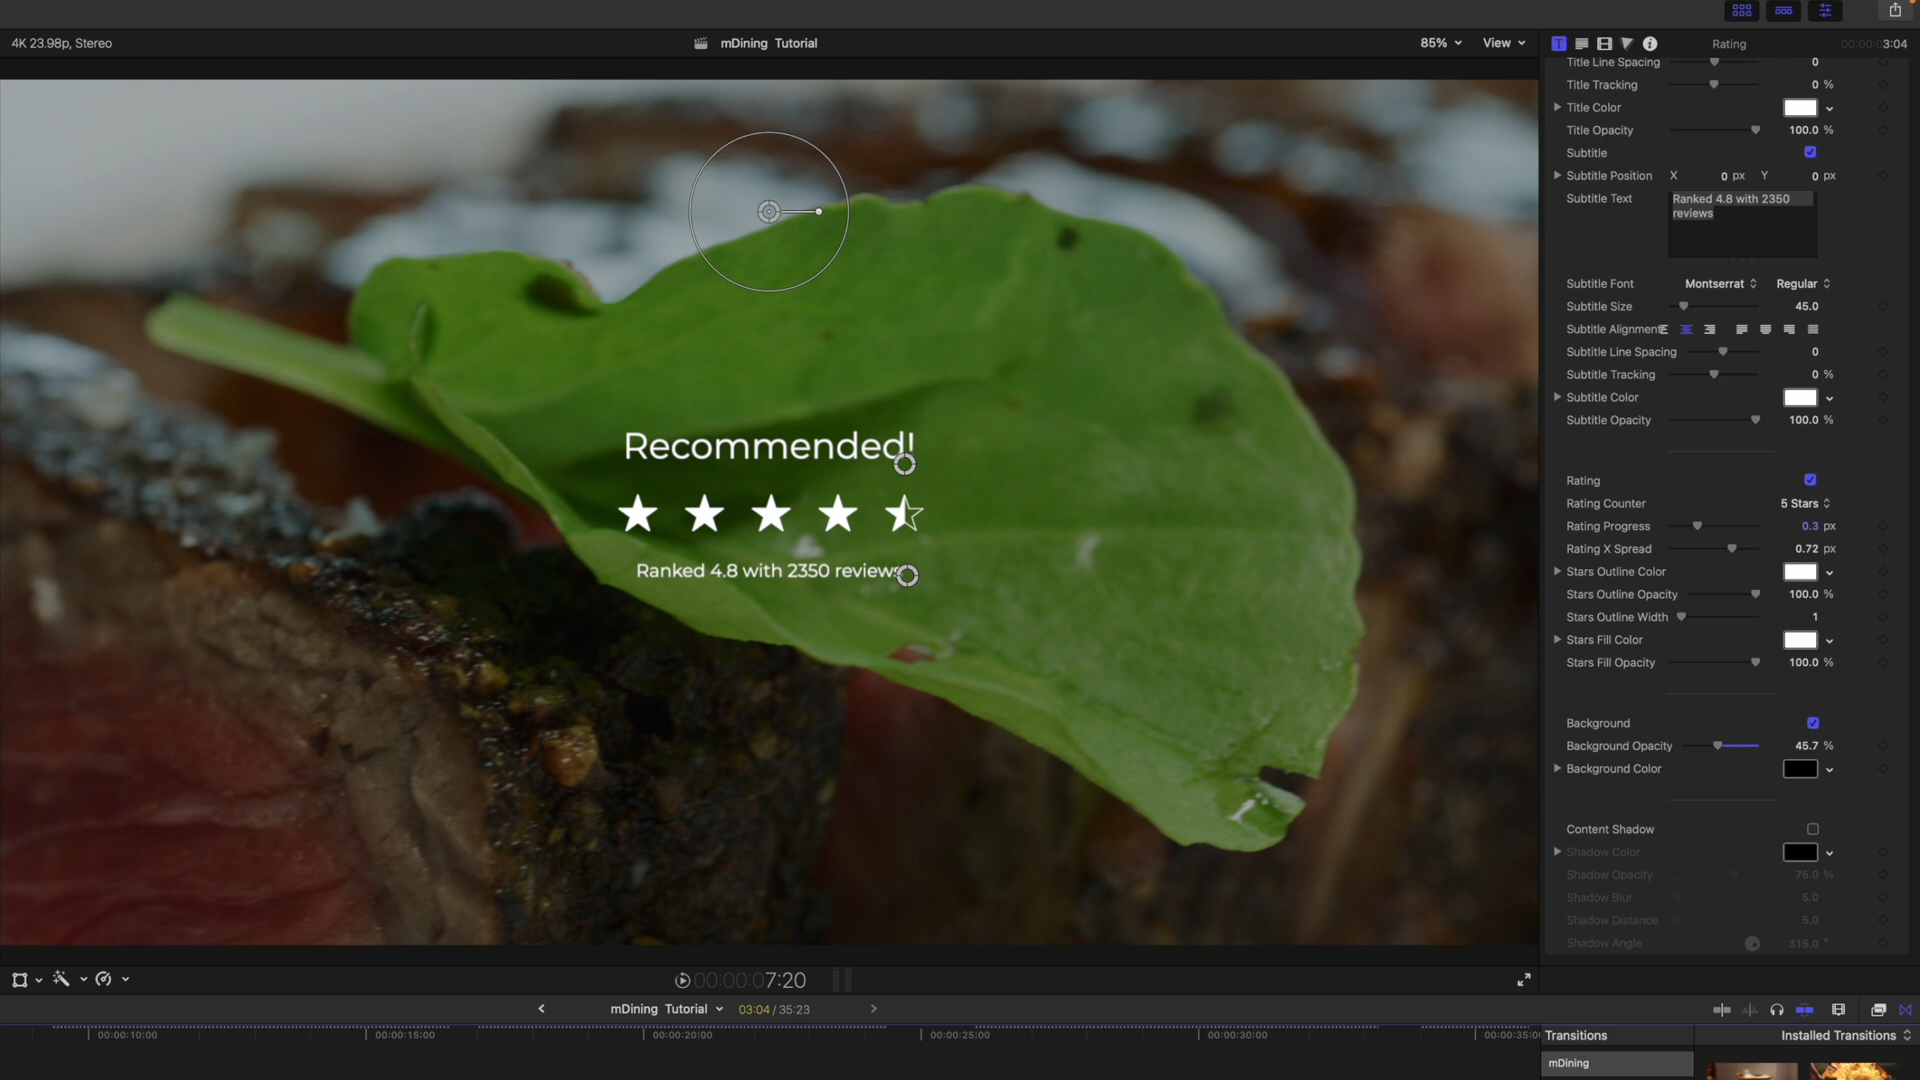 4K 23.98p, Stereo
mDining Tutorial
85%
View
Rating
00:00:03:04
Title Line Spacing 0
Title Tracking 0 %
Title Color
Title Opacity 100.0 %
Subtitle
Subtitle Position X 0 px Y 0 px
Subtitle Text Ranked 4.8 with 2350
reviews
Subtitle Font Montserrat Regular
Subtitle Size 45.0
Subtitle Alignment
Subtitle Line Spacing 0
Subtitle Tracking 0 %
Subtitle Color
Subtitle Opacity 100.0 %
Rating
Rating Counter 5 Stars
Rating Progress 0.3 px
Rating X Spread 0.72 px
Stars Outline Color
Stars Outline Opacity 100.0 %
Stars Outline Width 1
Stars Fill Color
Stars Fill Opacity 100.0 %
Background
Background Opacity 45.7 %
Background Color
Content Shadow
Shadow Color
Shadow Opacity 75.0 %
Shadow Blur 5.0
Shadow Distance 5.0
Shadow Angle 315.0 °
Recommended!
Ranked 4.8 with 2350 reviews
00:00:07:20
mDining Tutorial 03:04 / 35:23
00:00:10:00
00:00:15:00
00:00:20:00
00:00:25:00
00:00:30:00
00:00:35:0
Transitions
Installed Transitions
mDining